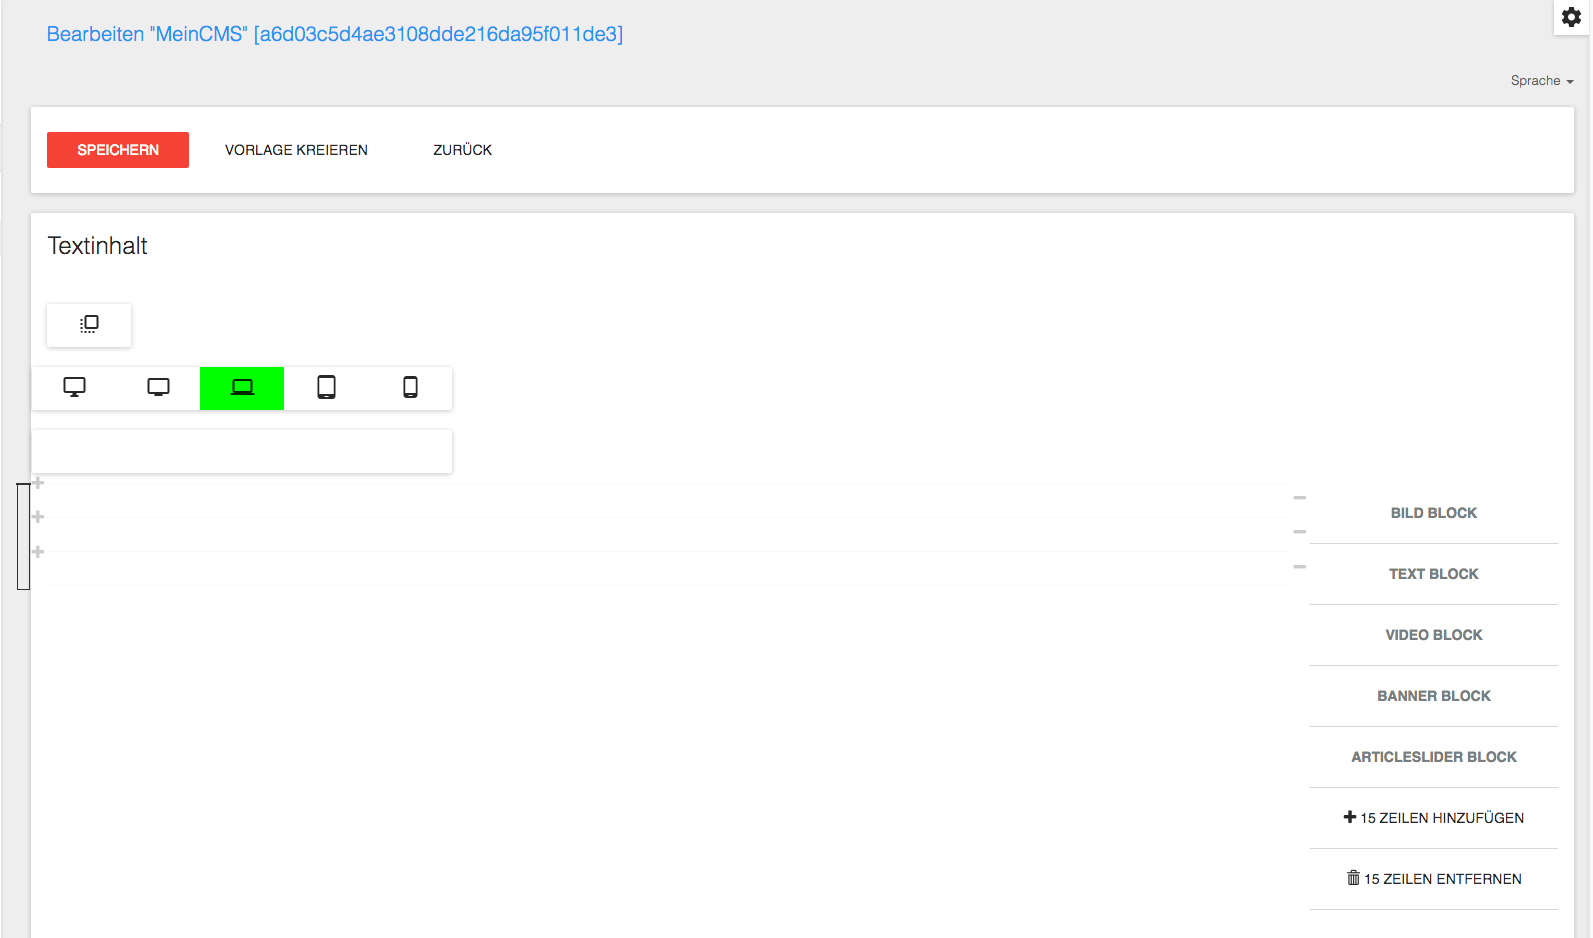 Bearbeiten "MeinCMS" [a6d03c5d4ae3108dde216da95f011de3]
Sprache
SPEICHERN VORLAGE KREIEREN ZURÜCK
Textinhalt
BILD BLOCK
TEXT BLOCK
VIDEO BLOCK
BANNER BLOCK
ARTICLESLIDER BLOCK
15 ZEILEN HINZUFÜGEN
15 ZEILEN ENTFERNEN